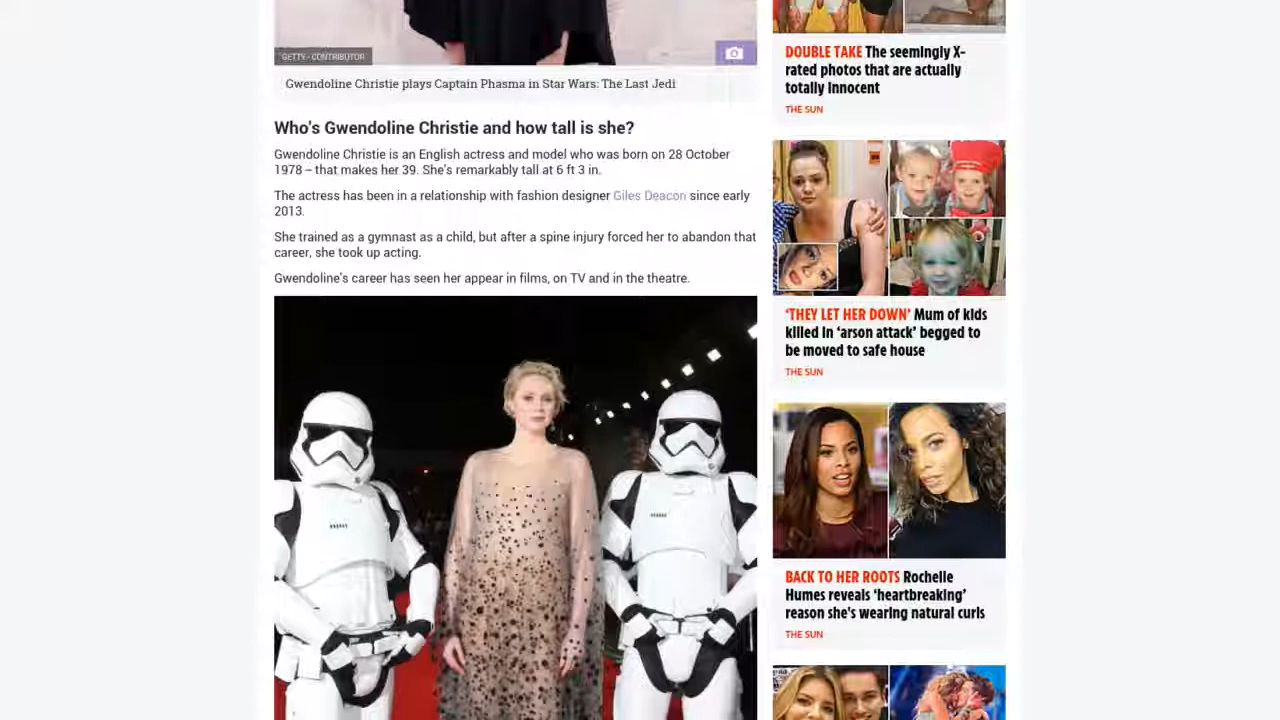 GETTY - CONTRIBUTOR
Gwendoline Christie plays Captain Phasma in Star Wars: The Last Jedi
Who's Gwendoline Christie and how tall is she?
Gwendoline Christie is an English actress and model who was born on 28 October
1978 – that makes her 39. She's remarkably tall at 6 ft 3 in.
The actress has been in a relationship with fashion designer Giles Deacon since early
2013.
She trained as a gymnast as a child, but after a spine injury forced her to abandon that
career, she took up acting.
Gwendoline's career has seen her appear in films, on TV and in the theatre.
DOUBLE TAKE The seemingly X-
rated photos that are actually
totally innocent
THE SUN
‘THEY LET HER DOWN’ Mum of kids
killed in ‘arson attack’ begged to
be moved to safe house
THE SUN
BACK TO HER ROOTS Rochelle
Humes reveals ‘heartbreaking’
reason she's wearing natural curls
THE SUN